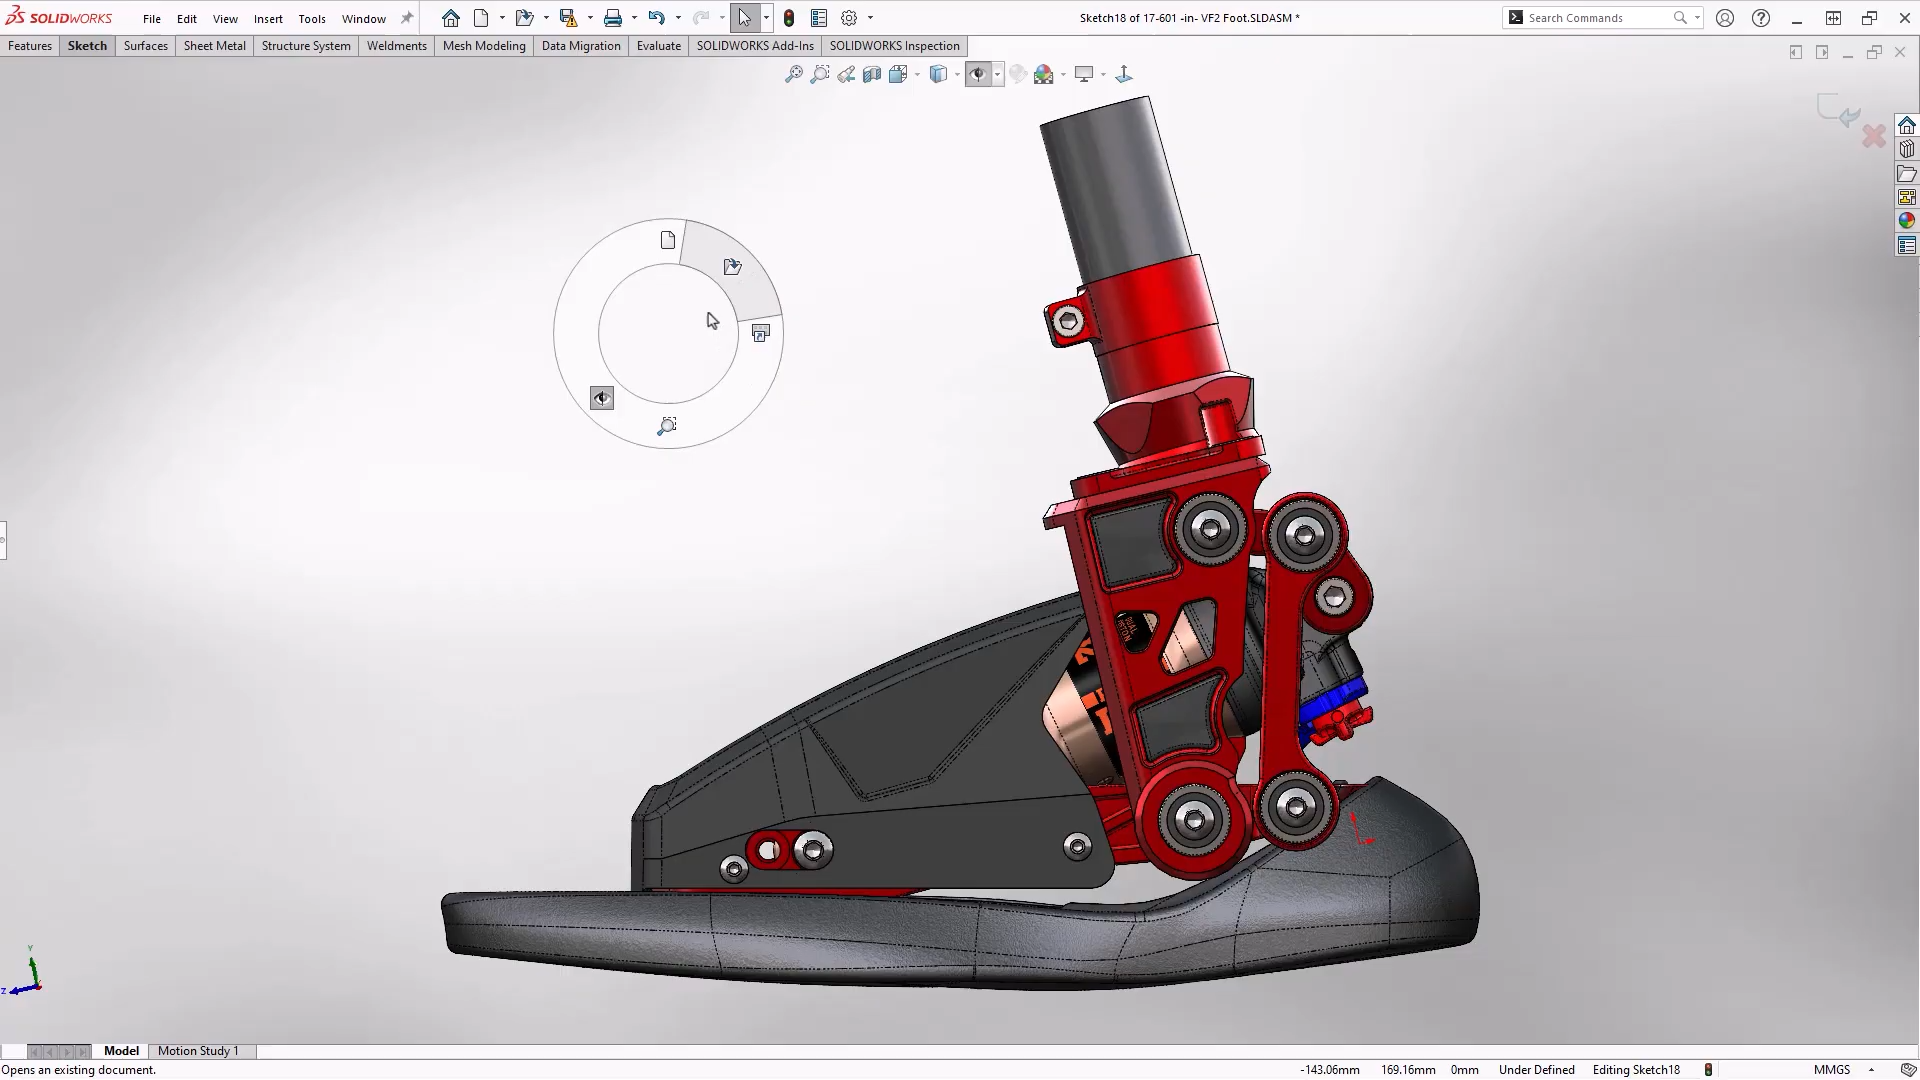 SOLIDWORKS File Edit View Insert Tools Window Sketch18 of 17-601 -in- VF2 Foot.SLDASM * Search Commands
Features Sketch Surfaces Sheet Metal Structure System Weldments Mesh Modeling Data Migration Evaluate SOLIDWORKS Add-Ins SOLIDWORKS Inspection
DUAL
PISTON
Y
Z
Model Motion Study 1
Opens an existing document. -143.06mm 169.16mm 0mm Under Defined Editing Sketch18 MMGS